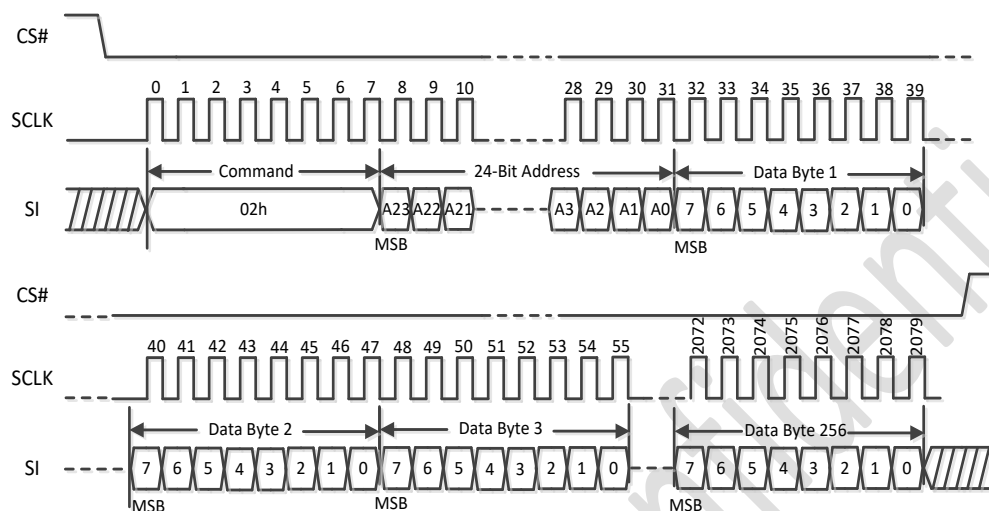 CS#
0 1 2 3 4 5 6 7 8 9 10 28 29 30 31 32 33 34 35 36 37 38 39
SCLK
Command 24-Bit Address Data Byte 1
SI 02h A23 A22 A21 A3 A2 A1 A0 7 6 5 4 3 2 1 0
MSB MSB
CS#
40 41 42 43 44 45 46 47 48 49 50 51 52 53 54 55 2072 2073 2074 2075 2076 2077 2078 2079
SCLK
Data Byte 2 Data Byte 3 Data Byte 256
SI 7 6 5 4 3 2 1 0 7 6 5 4 3 2 1 0 7 6 5 4 3 2 1 0
MSB MSB MSB
nfidenti